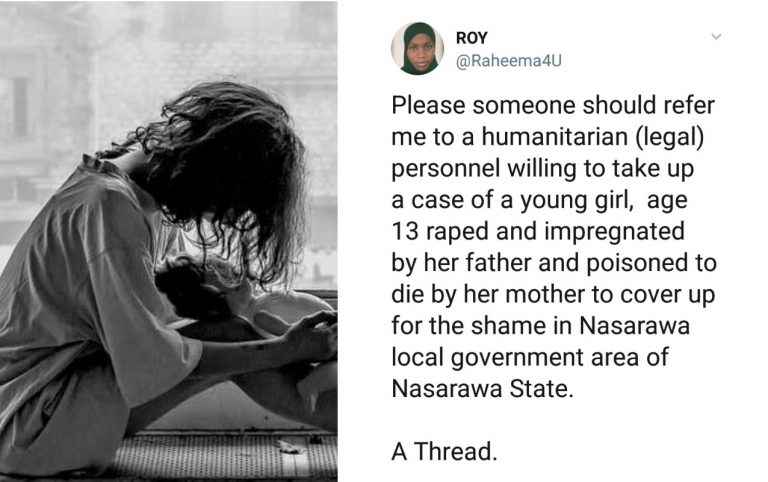 ROY
@Raheema4U
Please someone should refer
me to a humanitarian (legal)
personnel willing to take up
a case of a young girl, age
13 raped and impregnated
by her father and poisoned to
die by her mother to cover up
for the shame in Nasarawa
local government area of
Nasarawa State.
A Thread.